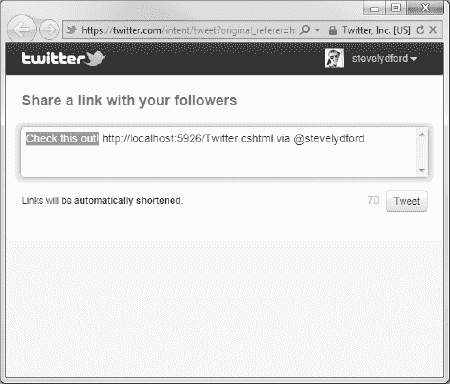 https://twitter.com/intent/tweet?original_referer=h
Twitter, Inc. [US]
twitter
stevelydford
Share a link with your followers
Check this out! http://localhost:5926/Twitter cshtml via @stevelydford
Links will be automatically shortened.
70
Tweet